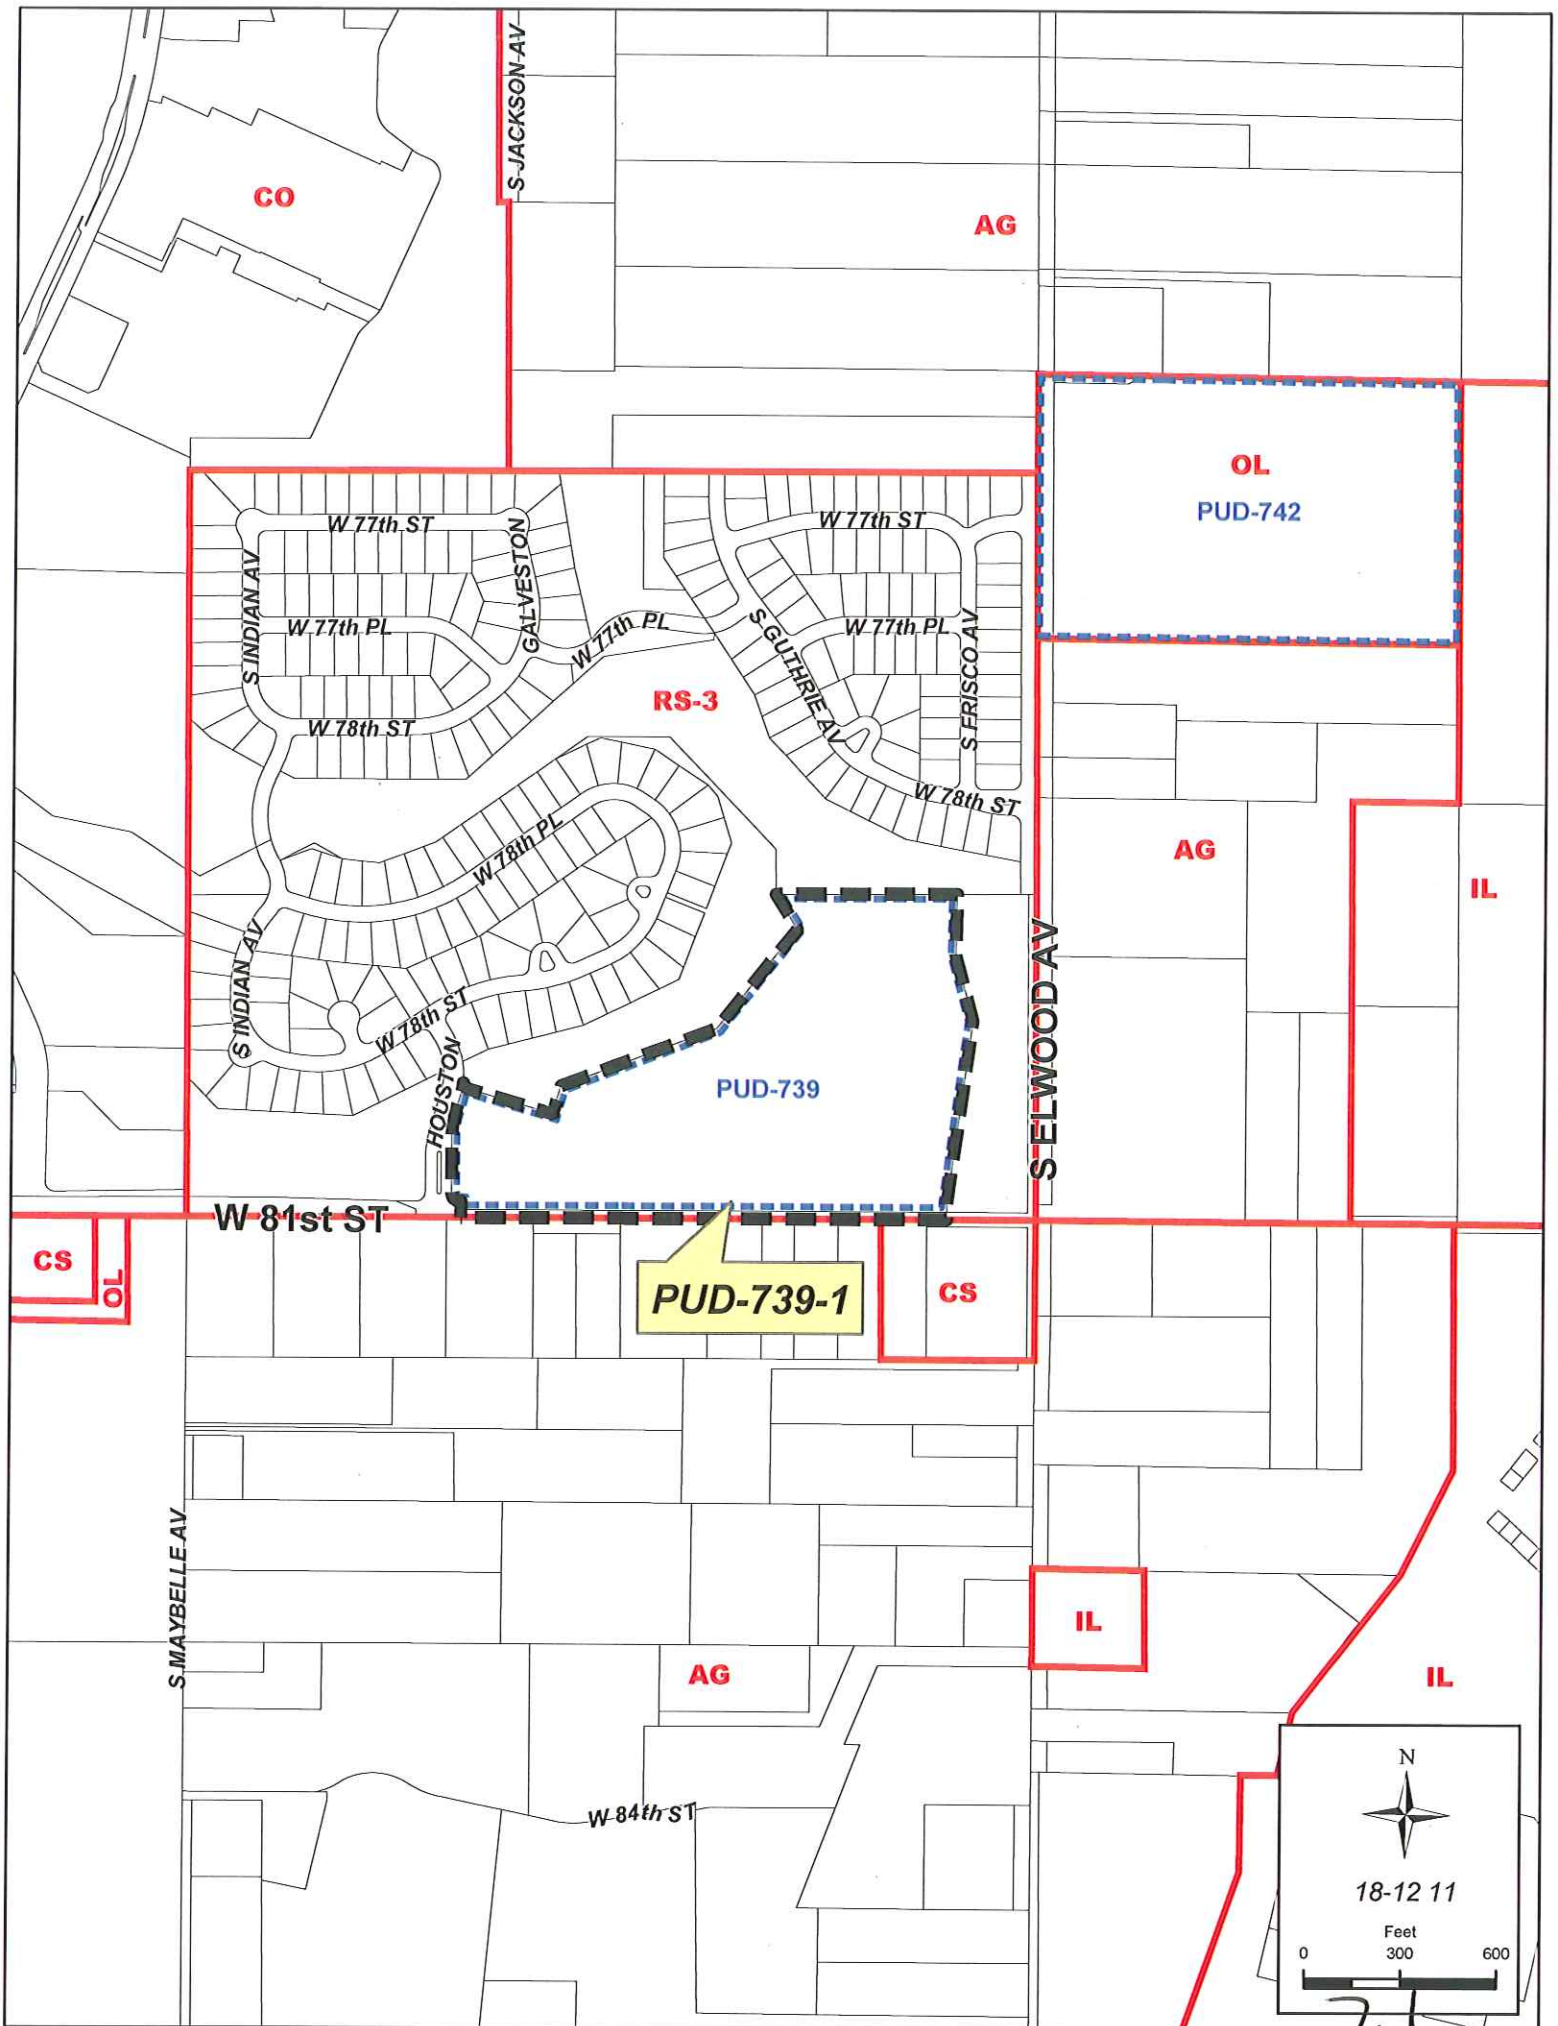 S JACKSON AV
CO
AG
OL
PUD-742
W 77th ST
GALVESTON
W 77th ST
S INDIAN AV
W 77th PL
W 77th PL
S GUTHRIE AV
W 77th PL
S FRISCO AV
RS-3
W 78th ST
W 78th ST
W 78th PL
AG
IL
S INDIAN AV
S ELWOOD AV
W 78th ST
HOUSTON
PUD-739
W 81st ST
CS
OL
PUD-739-1
CS
S MAYBELLE AV
IL
AG
IL
W 84th ST
N
18-12 11
Feet
0 300 600